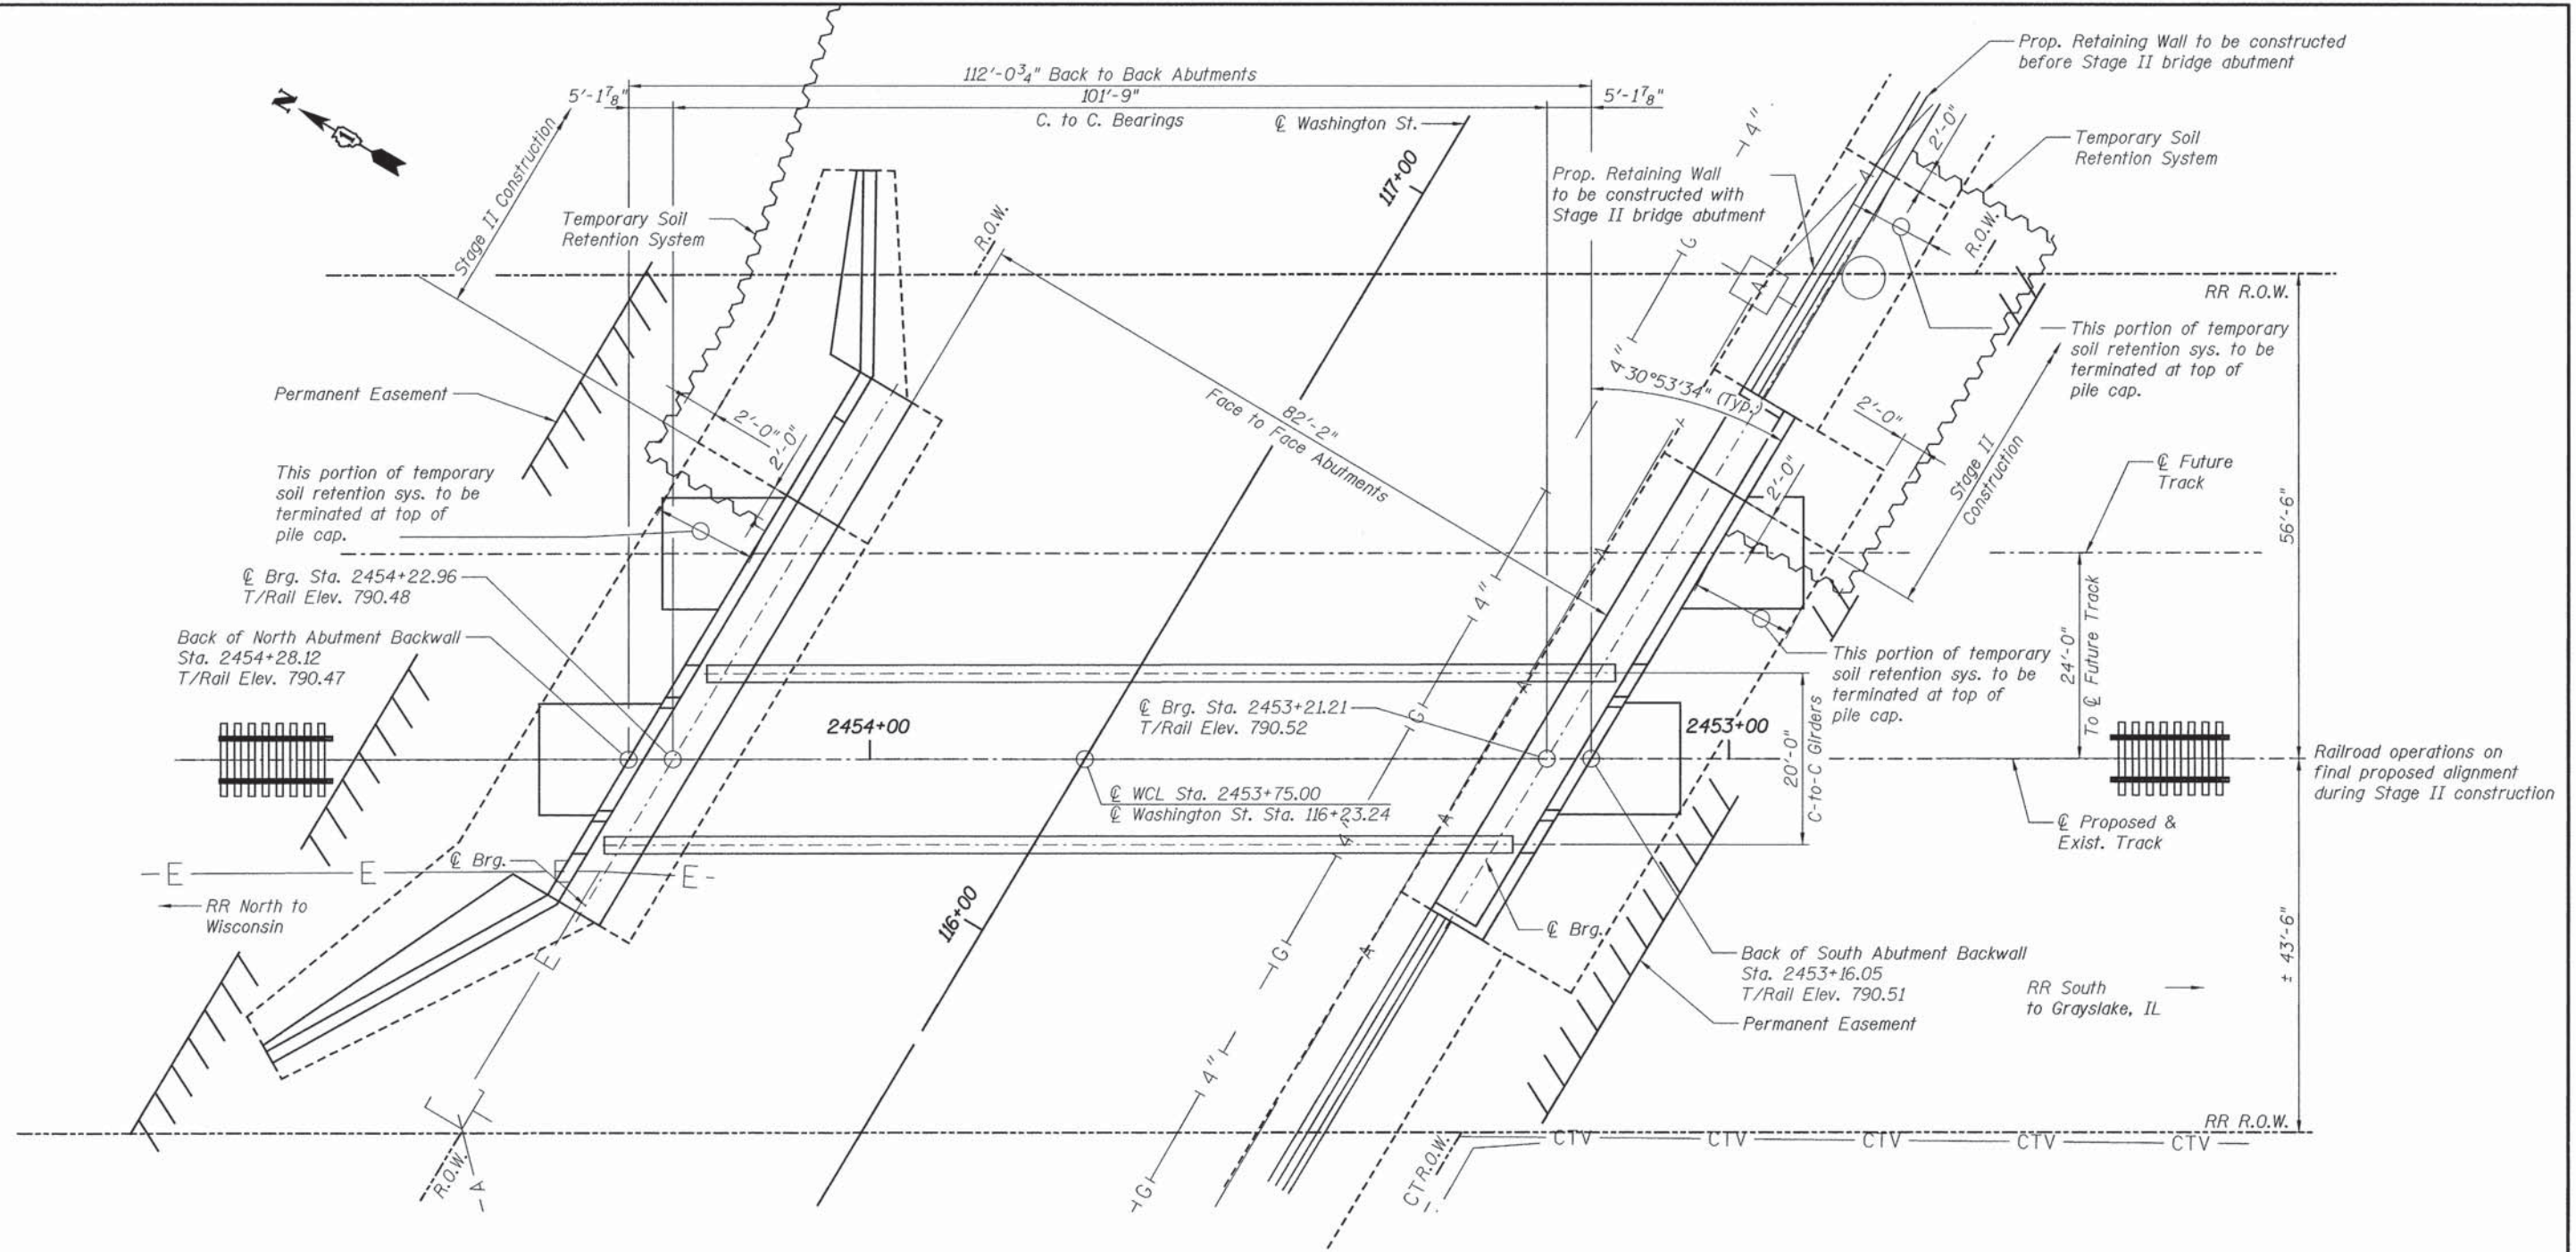 112'-0 3/4" Back to Back Abutments
5'-1 7/8"
101'-9"
5'-1 7/8"
C. to C. Bearings
℄ Washington St.
N
1
Stage II Construction
Temporary Soil
Retention System
R.O.W.
117+00
4"
G
Prop. Retaining Wall
to be constructed with
Stage II bridge abutment
Prop. Retaining Wall to be constructed
before Stage II bridge abutment
2'-0"
Temporary Soil
Retention System
A
A
R.O.W.
RR R.O.W.
This portion of temporary
soil retention sys. to be
terminated at top of
pile cap.
Permanent Easement
2'-0"
2'-0"
82'-2"
Face to Face Abutments
4"
30°53'34" (Typ.)
2'-0"
2'-0"
Stage II
Construction
℄ Future
Track
56'-6"
This portion of temporary
soil retention sys. to be
terminated at top of
pile cap.
℄ Brg. Sta. 2454+22.96
T/Rail Elev. 790.48
Back of North Abutment Backwall
Sta. 2454+28.12
T/Rail Elev. 790.47
A
4"
A
G
This portion of temporary
soil retention sys. to be
terminated at top of
pile cap.
24'-0"
To ℄ Future Track
2454+00
℄ Brg. Sta. 2453+21.21
T/Rail Elev. 790.52
2453+00
20'-0"
C-to-C Girders
Railroad operations on
final proposed alignment
during Stage II construction
℄ WCL Sta. 2453+75.00
℄ Washington St. Sta. 116+23.24
A
4"
℄ Proposed &
Exist. Track
℄ Brg.
E
E
E
E
RR North to
Wisconsin
116+00
G
A
℄ Brg.
Back of South Abutment Backwall
Sta. 2453+16.05
T/Rail Elev. 790.51
RR South
to Grayslake, IL
Permanent Easement
± 43'-6"
E
4"
RR R.O.W.
CTV CTV CTV CTV CTV
R.O.W.
A
G
CT R.O.W.